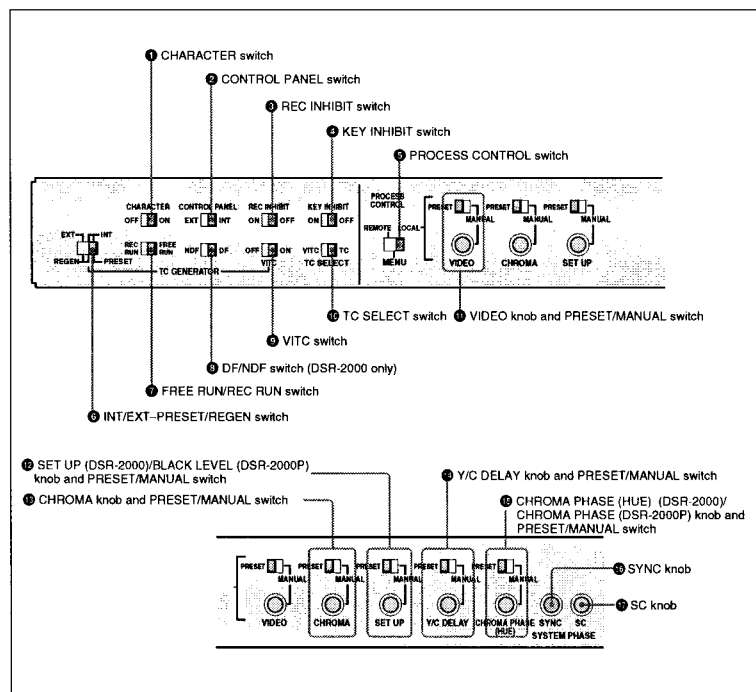 ❶ CHARACTER switch
❷ CONTROL PANEL switch
❸ REC INHIBIT switch
❹ KEY INHIBIT switch
❺ PROCESS CONTROL switch
CHARACTER CONTROL PANEL REC INHIBIT KEY INHIBIT
OFF ON EXT INT ON OFF ON OFF
PROCESS CONTROL
REMOTE LOCAL
MENU
PRESET MANUAL PRESET MANUAL PRESET MANUAL
VIDEO CHROMA SET UP
EXT INT
REGEN PRESET
REC RUN FREE RUN NDF DF OFF ON VITC TC
TC GENERATOR VITC TC SELECT
❿ TC SELECT switch
⓫ VIDEO knob and PRESET/MANUAL switch
❾ VITC switch
❽ DF/NDF switch (DSR-2000 only)
❼ FREE RUN/REC RUN switch
❻ INT/EXT–PRESET/REGEN switch
⓬ SET UP (DSR-2000)/BLACK LEVEL (DSR-2000P)
knob and PRESET/MANUAL switch
⓭ CHROMA knob and PRESET/MANUAL switch
⓮ Y/C DELAY knob and PRESET/MANUAL switch
⓯ CHROMA PHASE (HUE) (DSR-2000)/
CHROMA PHASE (DSR-2000P) knob and
PRESET/MANUAL switch
PRESET PRESET PRESET PRESET PRESET
MANUAL MANUAL MANUAL MANUAL MANUAL
VIDEO CHROMA SET UP Y/C DELAY CHROMA PHASE SYNC SC
(HUE) SYSTEM PHASE
⓰ SYNC knob
⓱ SC knob